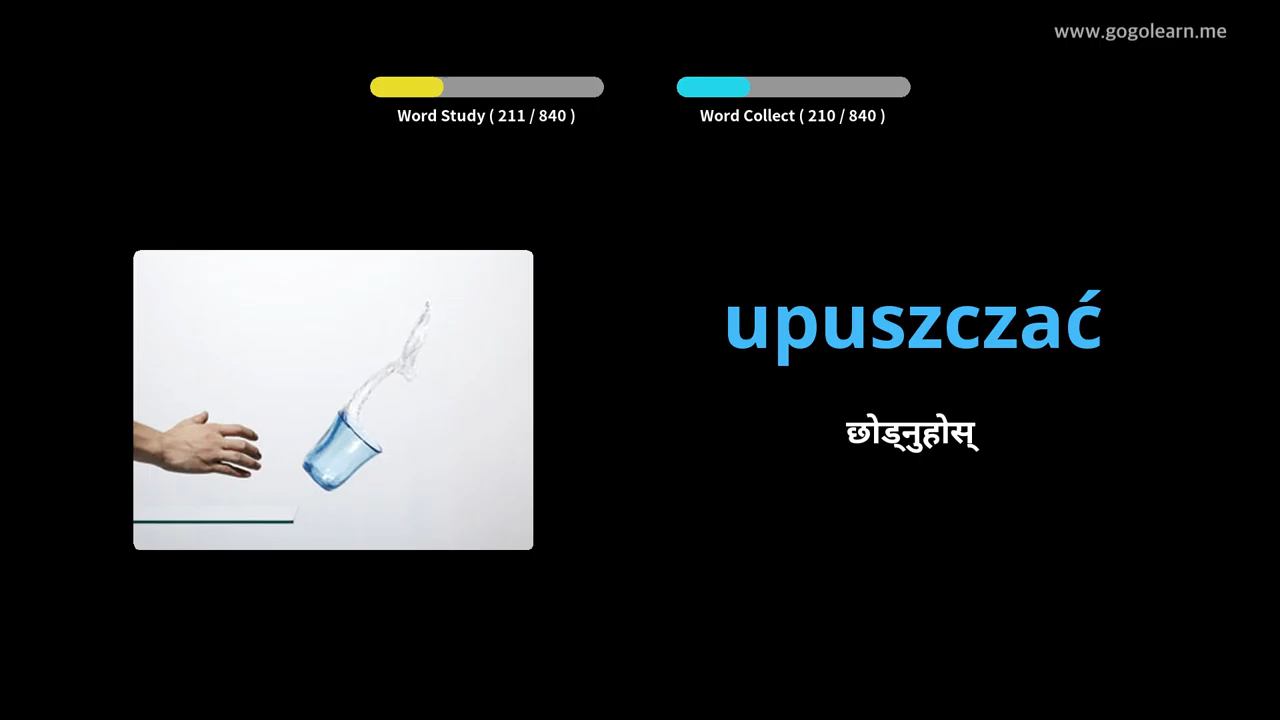 www.gogolearn.me
Word Study ( 211 / 840 )
Word Collect ( 210 / 840 )
upuszczać
छोड्नुहोस्